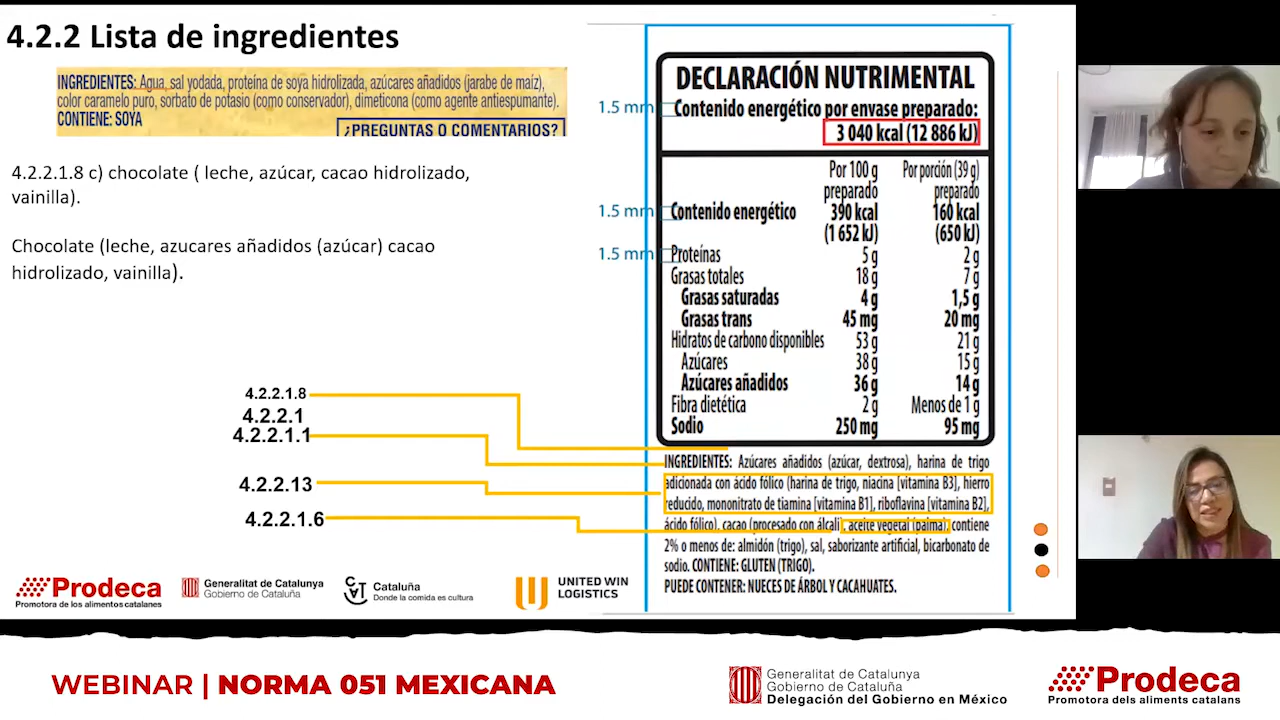 4.2.2 Lista de ingredientes
INGREDIENTES: Agua, sal yodada, proteína de soya hidrolizada, azúcares añadidos (jarabe de maíz),
color caramelo puro, sorbato de potasio (como conservador), dimeticona (como agente antiespumante).
CONTIENE: SOYA
¿PREGUNTAS O COMENTARIOS?
4.2.2.1.8 c) chocolate ( leche, azúcar, cacao hidrolizado,
vainilla).
Chocolate (leche, azucares añadidos (azúcar) cacao
hidrolizado, vainilla).
4.2.2.1.8
4.2.2.1
4.2.2.1.1
4.2.2.13
4.2.2.1.6
1.5 mm
1.5 mm
1.5 mm
DECLARACIÓN NUTRIMENTAL
Contenido energético por envase preparado:
3 040 kcal (12 886 kJ)
Por 100 g Por porción (39 g)
preparado preparado
Contenido energético 390 kcal 160 kcal
(1 652 kJ) (650 kJ)
Proteínas 5 g 2 g
Grasas totales 18 g 7 g
Grasas saturadas 4 g 1,5 g
Grasas trans 45 mg 20 mg
Hidratos de carbono disponibles 53 g 21 g
Azúcares 38 g 15 g
Azúcares añadidos 36 g 14 g
Fibra dietética 2 g Menos de 1 g
Sodio 250 mg 95 mg
INGREDIENTES: Azúcares añadidos (azúcar, dextrosa), harina de trigo
adicionada con ácido fólico (harina de trigo, niacina [vitamina B3], hierro
reducido, mononitrato de tiamina [vitamina B1], riboflavina [vitamina B2],
ácido fólico), cacao (procesado con álcali), aceite vegetal (palma), contiene
2% o menos de: almidón (trigo), sal, saborizante artificial, bicarbonato de
sodio. CONTIENE: GLUTEN (TRIGO).
PUEDE CONTENER: NUECES DE ÁRBOL Y CACAHUATES.
Prodeca
Promotora de los alimentos catalanes
Generalitat de Catalunya
Gobierno de Cataluña
CAT
Cataluña
Donde la comida es cultura
UNITED WIN
LOGISTICS
WEBINAR | NORMA 051 MEXICANA
Generalitat de Catalunya
Gobierno de Cataluña
Delegación del Gobierno en México
Prodeca
Promotora dels aliments catalans